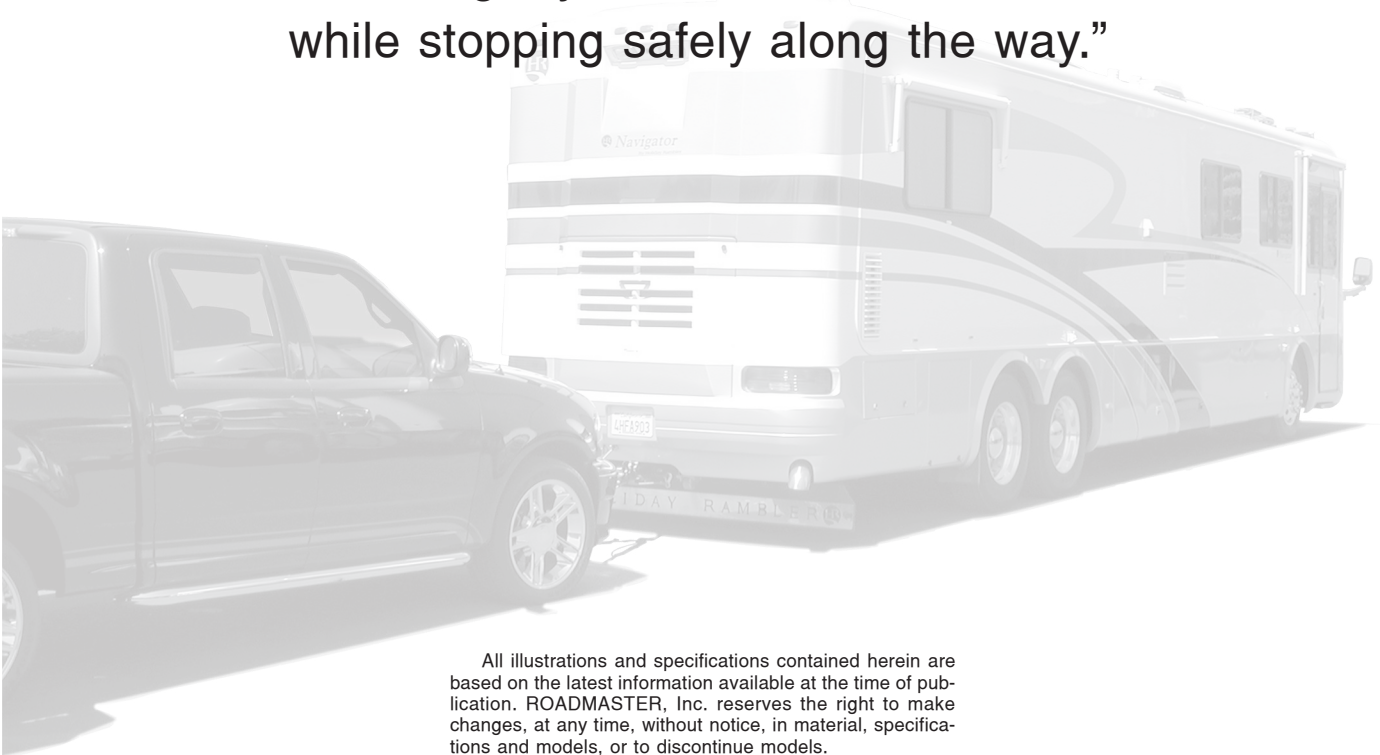 while stopping safely along the way.”
Navigator
4HFA903
IDAY RAMBLER
All illustrations and specifications contained herein are
based on the latest information available at the time of pub-
lication. ROADMASTER, Inc. reserves the right to make
changes, at any time, without notice, in material, specifica-
tions and models, or to discontinue models.